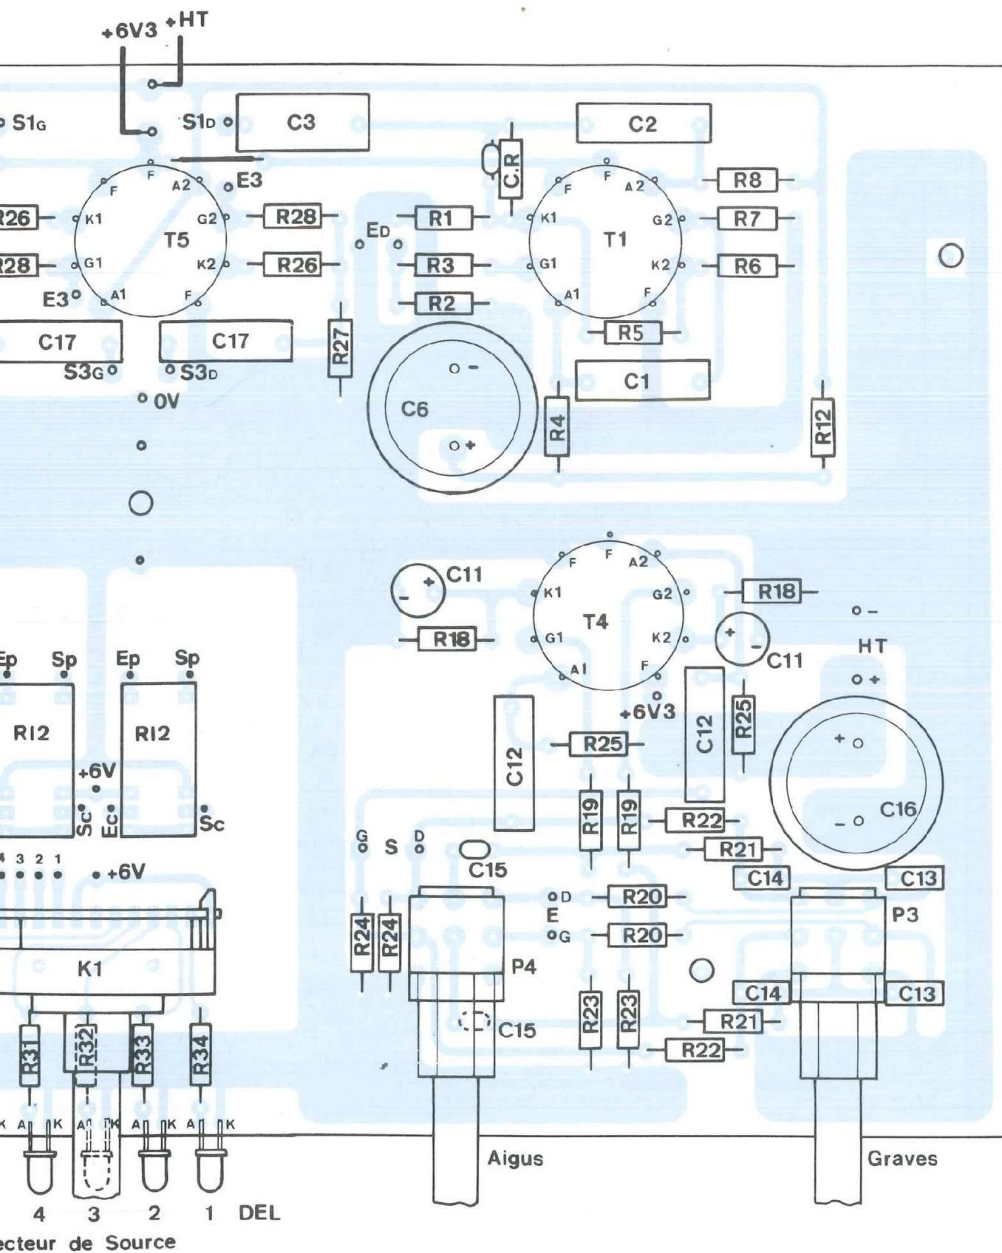 +6V3 +HT
S1G S1D C3 C2
F F A2 E3 C.R F F A2 R8
R26 K1 G2 R28 R1 K1 G2 R7
T5 ED T1
R28 G1 K2 R26 R3 G1 K2 R6
E3 A1 F R2 A1 F
C17 C17 R27 R5
S3G S3D - C1
0V C6 R4 R12
+
+ C11 F F A2
- K1 G2 R18
T4 + -
R18 G1 K2 - HT
Ep Sp Ep Sp A1 F C11
+
+6V3
RI2 RI2 R25 C12 R25 +
C12
+6V
Sc Ec Sc R19 R19 R22 - C16
G S D R21
4 3 2 1 +6V C15 C14 C13
D R20 P3
R24 R24 E
G R20
K1 P4
C14 C13
R31 R32 R33 R34 C15 R23 R23 R21
R22
K A K A K A K A K
Aigus Graves
4 3 2 1 DEL
ecteur de Source